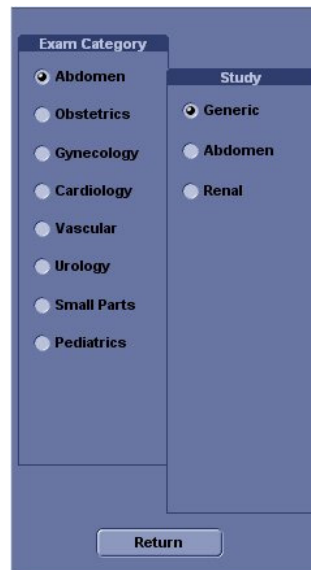 Exam Category
Abdomen
Obstetrics
Gynecology
Cardiology
Vascular
Urology
Small Parts
Pediatrics
Study
Generic
Abdomen
Renal
Return